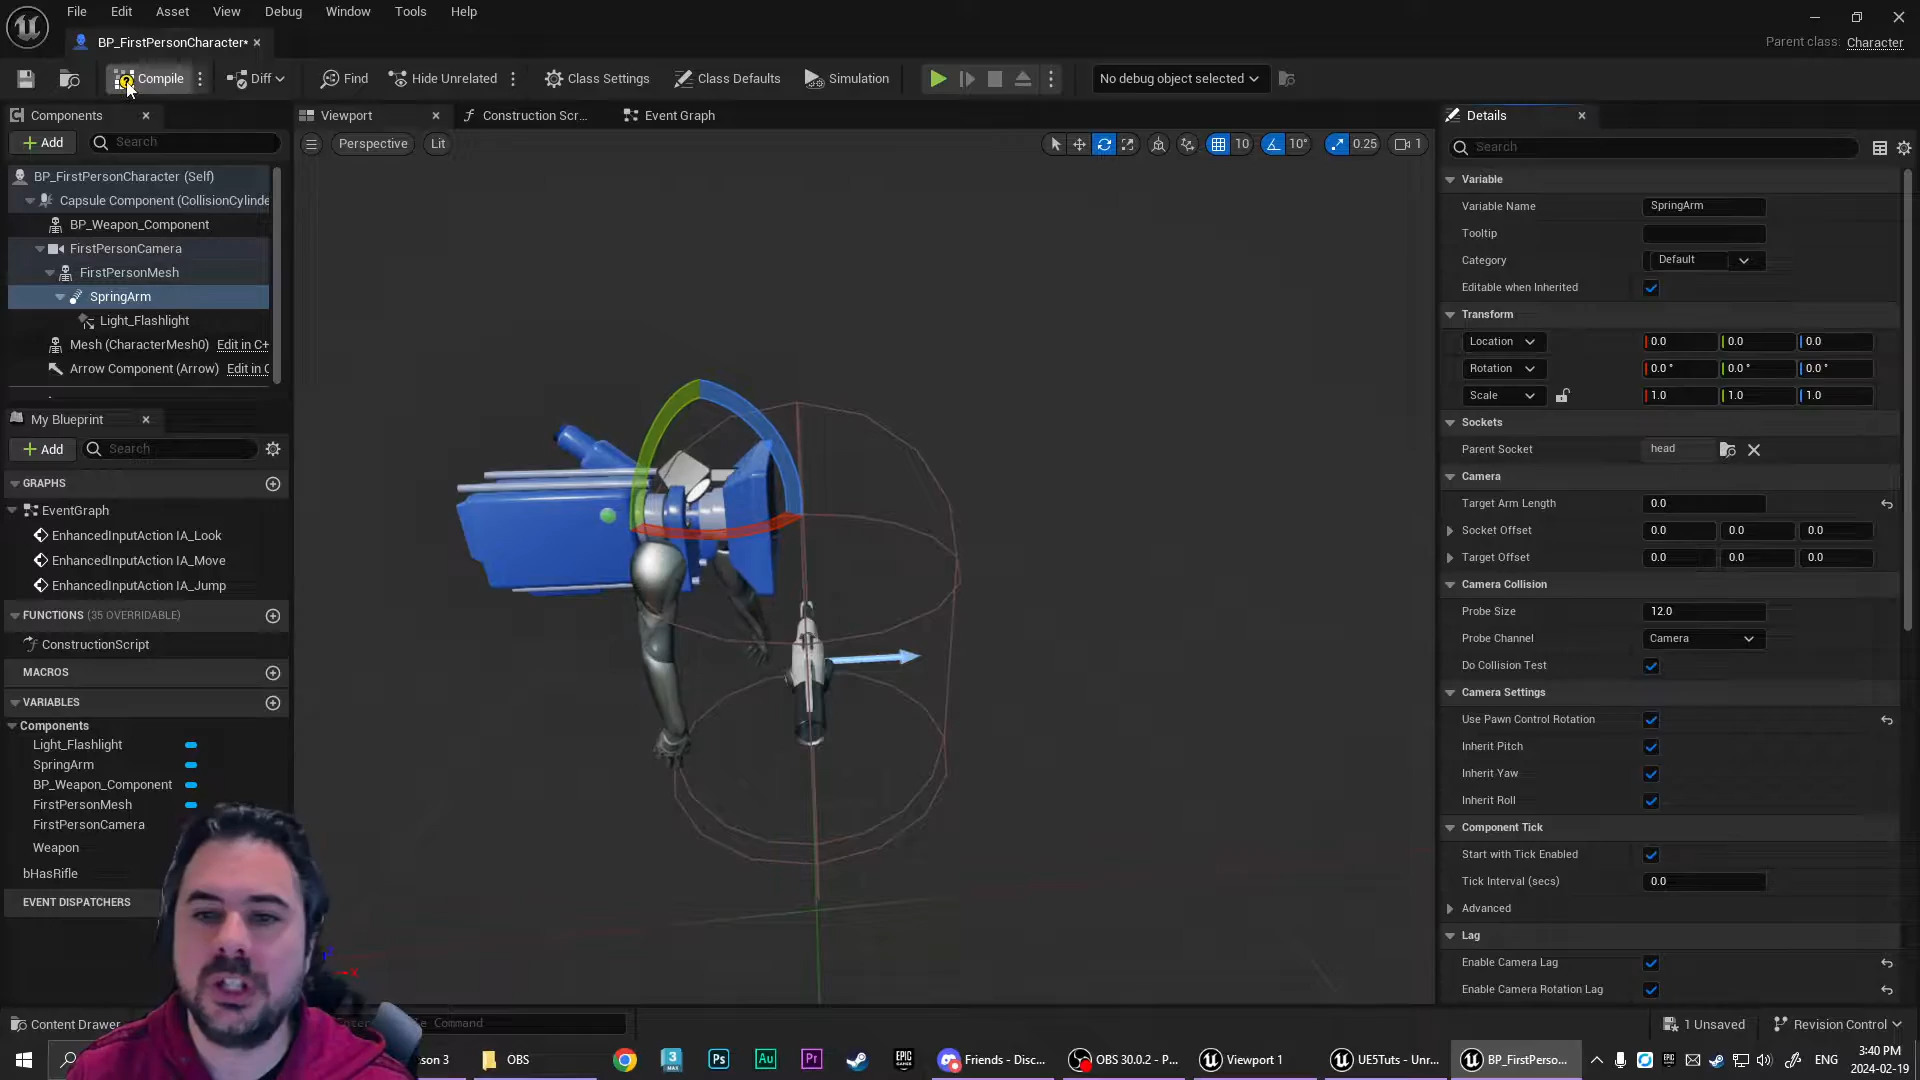 File Edit Asset View Debug Window Tools Help
BP_FirstPersonCharacter*
Parent class: Character
Compile Diff Find Hide Unrelated Class Settings Class Defaults Simulation No debug object selected
Components
Add Search
BP_FirstPersonCharacter (Self)
Capsule Component (CollisionCylinde
BP_Weapon_Component
FirstPersonCamera
FirstPersonMesh
SpringArm
Light_Flashlight
Mesh (CharacterMesh0) Edit in C+
Arrow Component (Arrow) Edit in C
My Blueprint
Add Search
GRAPHS
EventGraph
EnhancedInputAction IA_Look
EnhancedInputAction IA_Move
EnhancedInputAction IA_Jump
FUNCTIONS (35 OVERRIDABLE)
ConstructionScript
MACROS
VARIABLES
Components
Light_Flashlight
SpringArm
BP_Weapon_Component
FirstPersonMesh
FirstPersonCamera
Weapon
bHasRifle
EVENT DISPATCHERS
Viewport Construction Scr... Event Graph
Perspective Lit 10 10° 0.25 1
Details
Search
Variable
Variable Name SpringArm
Tooltip
Category Default
Editable when Inherited
Transform
Location 0.0 0.0 0.0
Rotation 0.0 ° 0.0 ° 0.0 °
Scale 1.0 1.0 1.0
Sockets
Parent Socket head
Camera
Target Arm Length 0.0
Socket Offset 0.0 0.0 0.0
Target Offset 0.0 0.0 0.0
Camera Collision
Probe Size 12.0
Probe Channel Camera
Do Collision Test
Camera Settings
Use Pawn Control Rotation
Inherit Pitch
Inherit Yaw
Inherit Roll
Component Tick
Start with Tick Enabled
Tick Interval (secs) 0.0
Advanced
Lag
Enable Camera Lag
Enable Camera Rotation Lag
Content Drawer Command 1 Unsaved Revision Control
son 3 OBS 3 MAX Ps Au Pr EPIC GAMES Friends - Disc... OBS 30.0.2 - P... Viewport 1 UE5Tuts - Unr... BP_FirstPerso... ENG 3:40 PM
2024-02-19